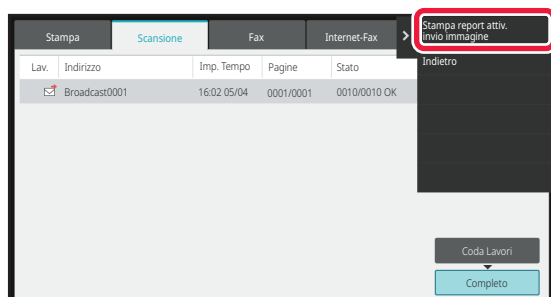 Stampa Scansione Fax Internet-Fax
Stampa report attiv.
invio immagine
Indietro
Lav. Indirizzo Imp. Tempo Pagine Stato
Broadcast0001 16:02 05/04 0001/0001 0010/0010 OK
Coda Lavori
Completo